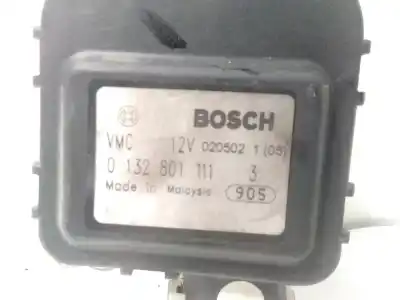 BOSCH
VMC 12V 020502 1 (05)
0 132 801 111 3
Made in Malaysia 905